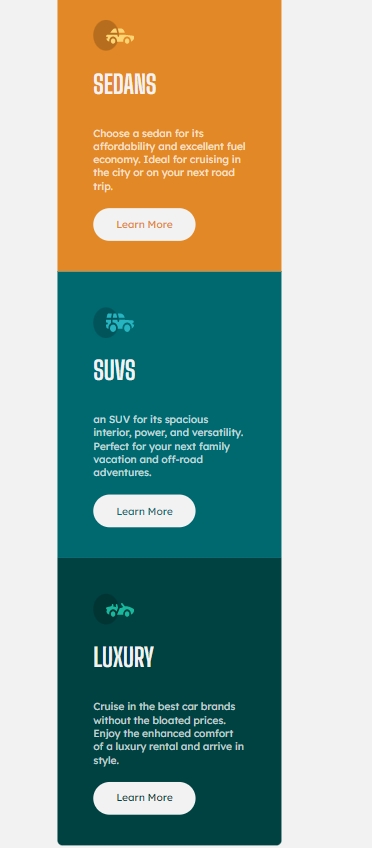 SEDANS
Choose a sedan for its
affordability and excellent fuel
economy. Ideal for cruising in
the city or on your next road
trip.
Learn More
SUVS
an SUV for its spacious
interior, power, and versatility.
Perfect for your next family
vacation and off-road
adventures.
Learn More
LUXURY
Cruise in the best car brands
without the bloated prices.
Enjoy the enhanced comfort
of a luxury rental and arrive in
style.
Learn More